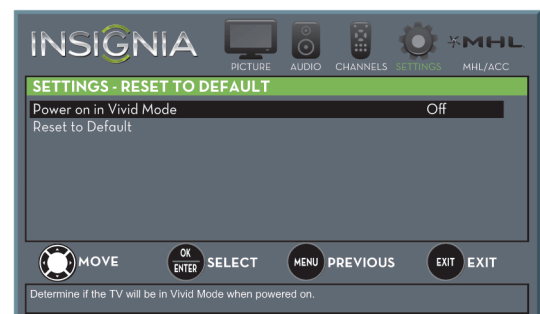 INSIGNIA
PICTURE AUDIO CHANNELS SETTINGS MHL MHL/ACC
SETTINGS - RESET TO DEFAULT
Power on in Vivid Mode Off
Reset to Default
MOVE OK ENTER SELECT MENU PREVIOUS EXIT EXIT
Determine if the TV will be in Vivid Mode when powered on.